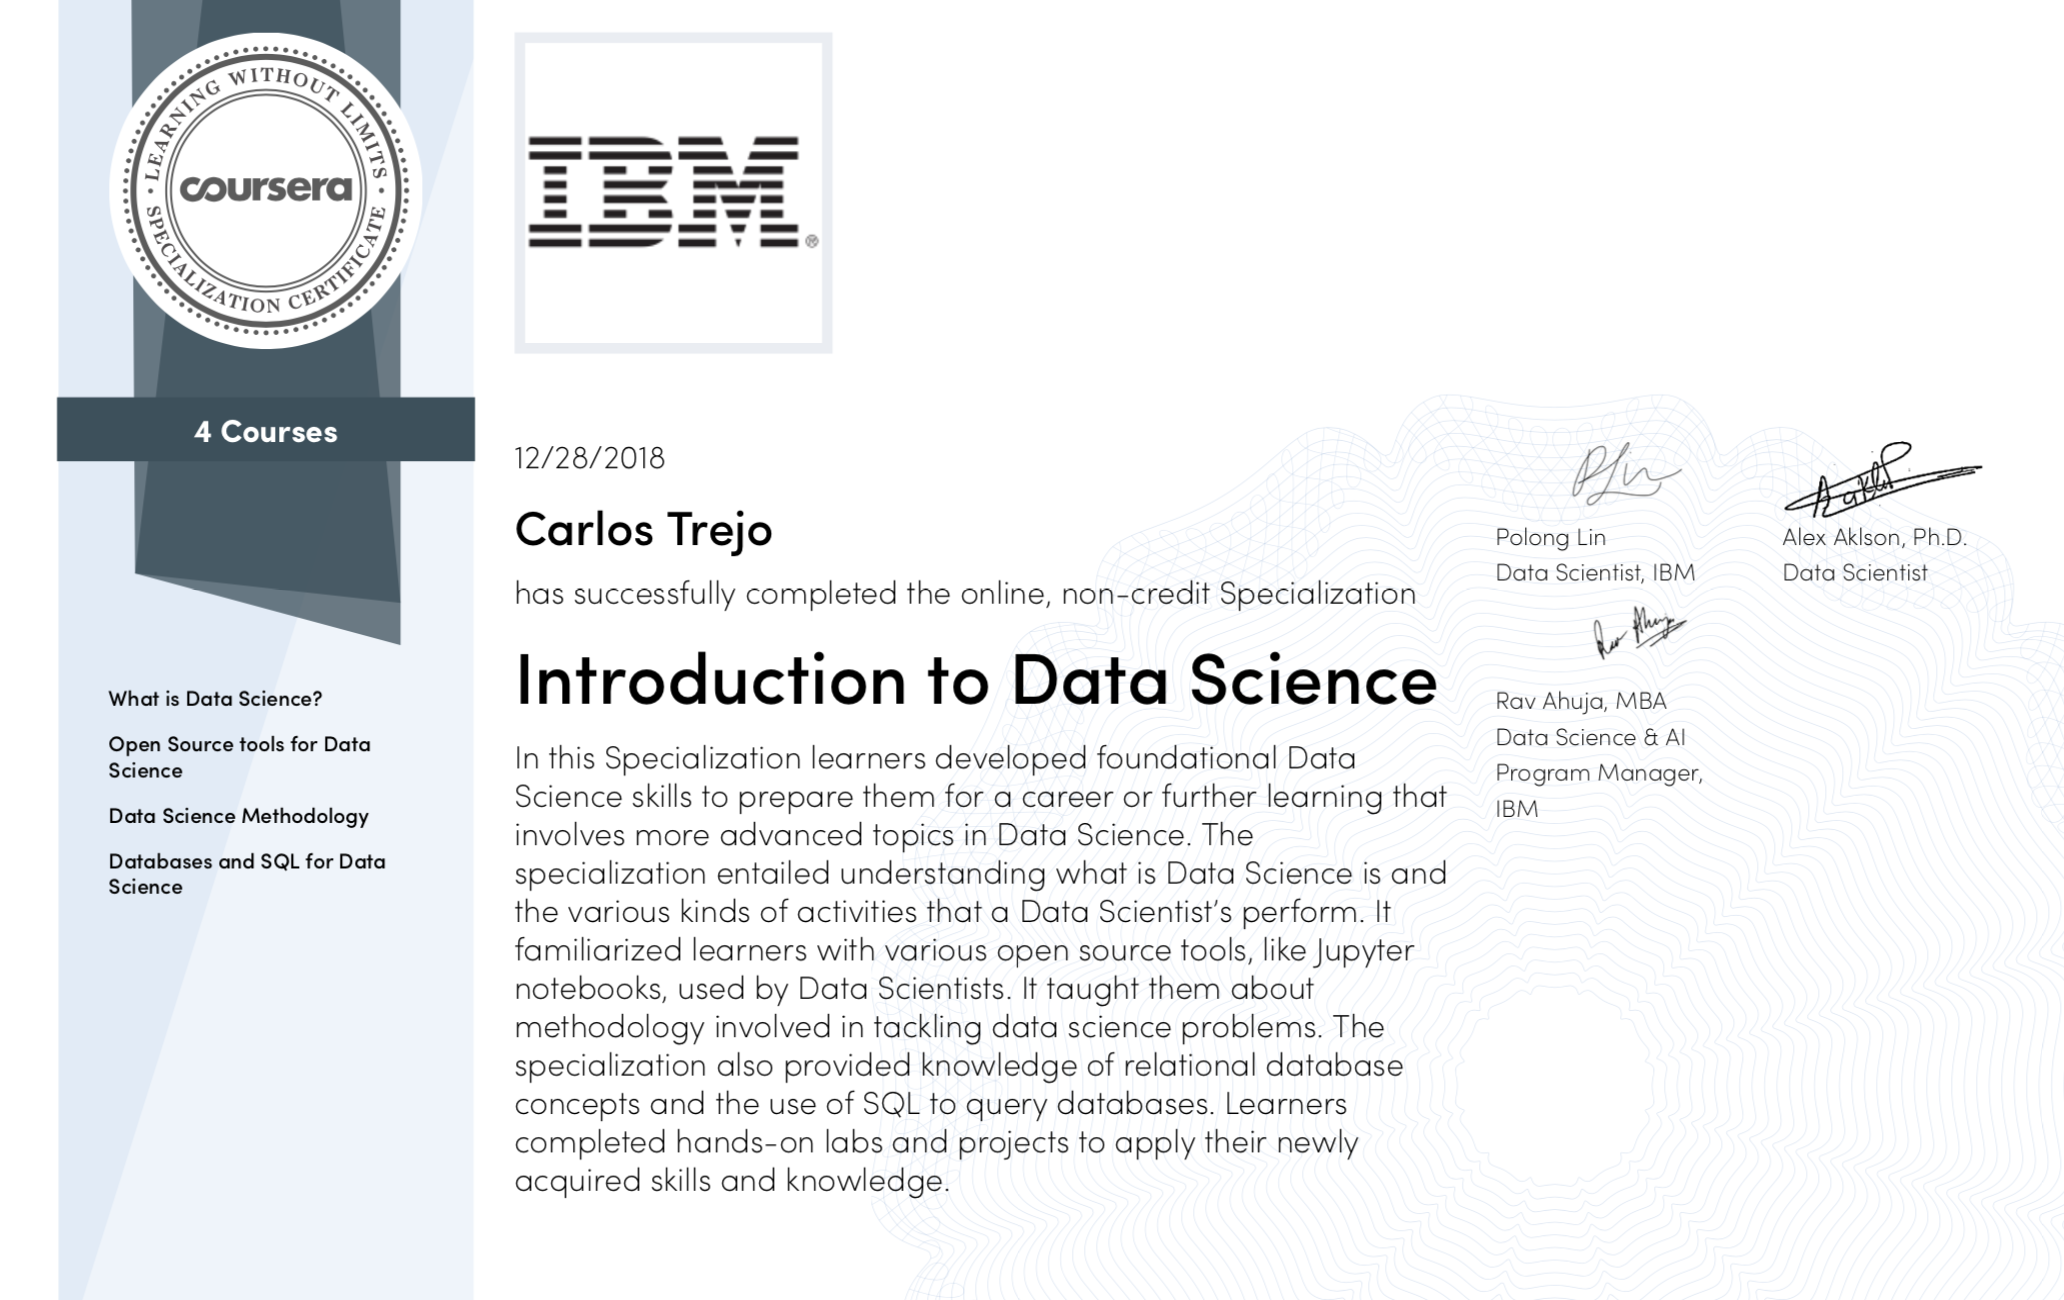 LEARNING WITHOUT LIMITS
coursera
SPECIALIZATION CERTIFICATE
IBM®
4 Courses
What is Data Science?
Open Source tools for Data
Science
Data Science Methodology
Databases and SQL for Data
Science
12/28/2018
Carlos Trejo
has successfully completed the online, non-credit Specialization
Introduction to Data Science
In this Specialization learners developed foundational Data
Science skills to prepare them for a career or further learning that
involves more advanced topics in Data Science. The
specialization entailed understanding what is Data Science is and
the various kinds of activities that a Data Scientist’s perform. It
familiarized learners with various open source tools, like Jupyter
notebooks, used by Data Scientists. It taught them about
methodology involved in tackling data science problems. The
specialization also provided knowledge of relational database
concepts and the use of SQL to query databases. Learners
completed hands-on labs and projects to apply their newly
acquired skills and knowledge.
Polong Lin
Data Scientist, IBM
Alex Aklson, Ph.D.
Data Scientist
Rav Ahuja, MBA
Data Science & AI
Program Manager,
IBM